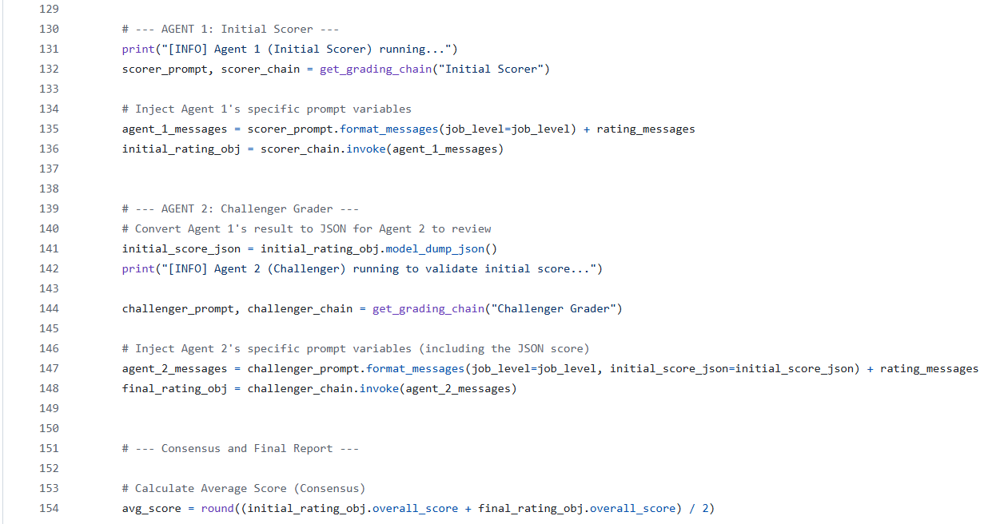 129
130 # --- AGENT 1: Initial Scorer ---
131 print("[INFO] Agent 1 (Initial Scorer) running...")
132 scorer_prompt, scorer_chain = get_grading_chain("Initial Scorer")
133
134 # Inject Agent 1's specific prompt variables
135 agent_1_messages = scorer_prompt.format_messages(job_level=job_level) + rating_messages
136 initial_rating_obj = scorer_chain.invoke(agent_1_messages)
137
138
139 # --- AGENT 2: Challenger Grader ---
140 # Convert Agent 1's result to JSON for Agent 2 to review
141 initial_score_json = initial_rating_obj.model_dump_json()
142 print("[INFO] Agent 2 (Challenger) running to validate initial score...")
143
144 challenger_prompt, challenger_chain = get_grading_chain("Challenger Grader")
145
146 # Inject Agent 2's specific prompt variables (including the JSON score)
147 agent_2_messages = challenger_prompt.format_messages(job_level=job_level, initial_score_json=initial_score_json) + rating_messages
148 final_rating_obj = challenger_chain.invoke(agent_2_messages)
149
150
151 # --- Consensus and Final Report ---
152
153 # Calculate Average Score (Consensus)
154 avg_score = round((initial_rating_obj.overall_score + final_rating_obj.overall_score) / 2)